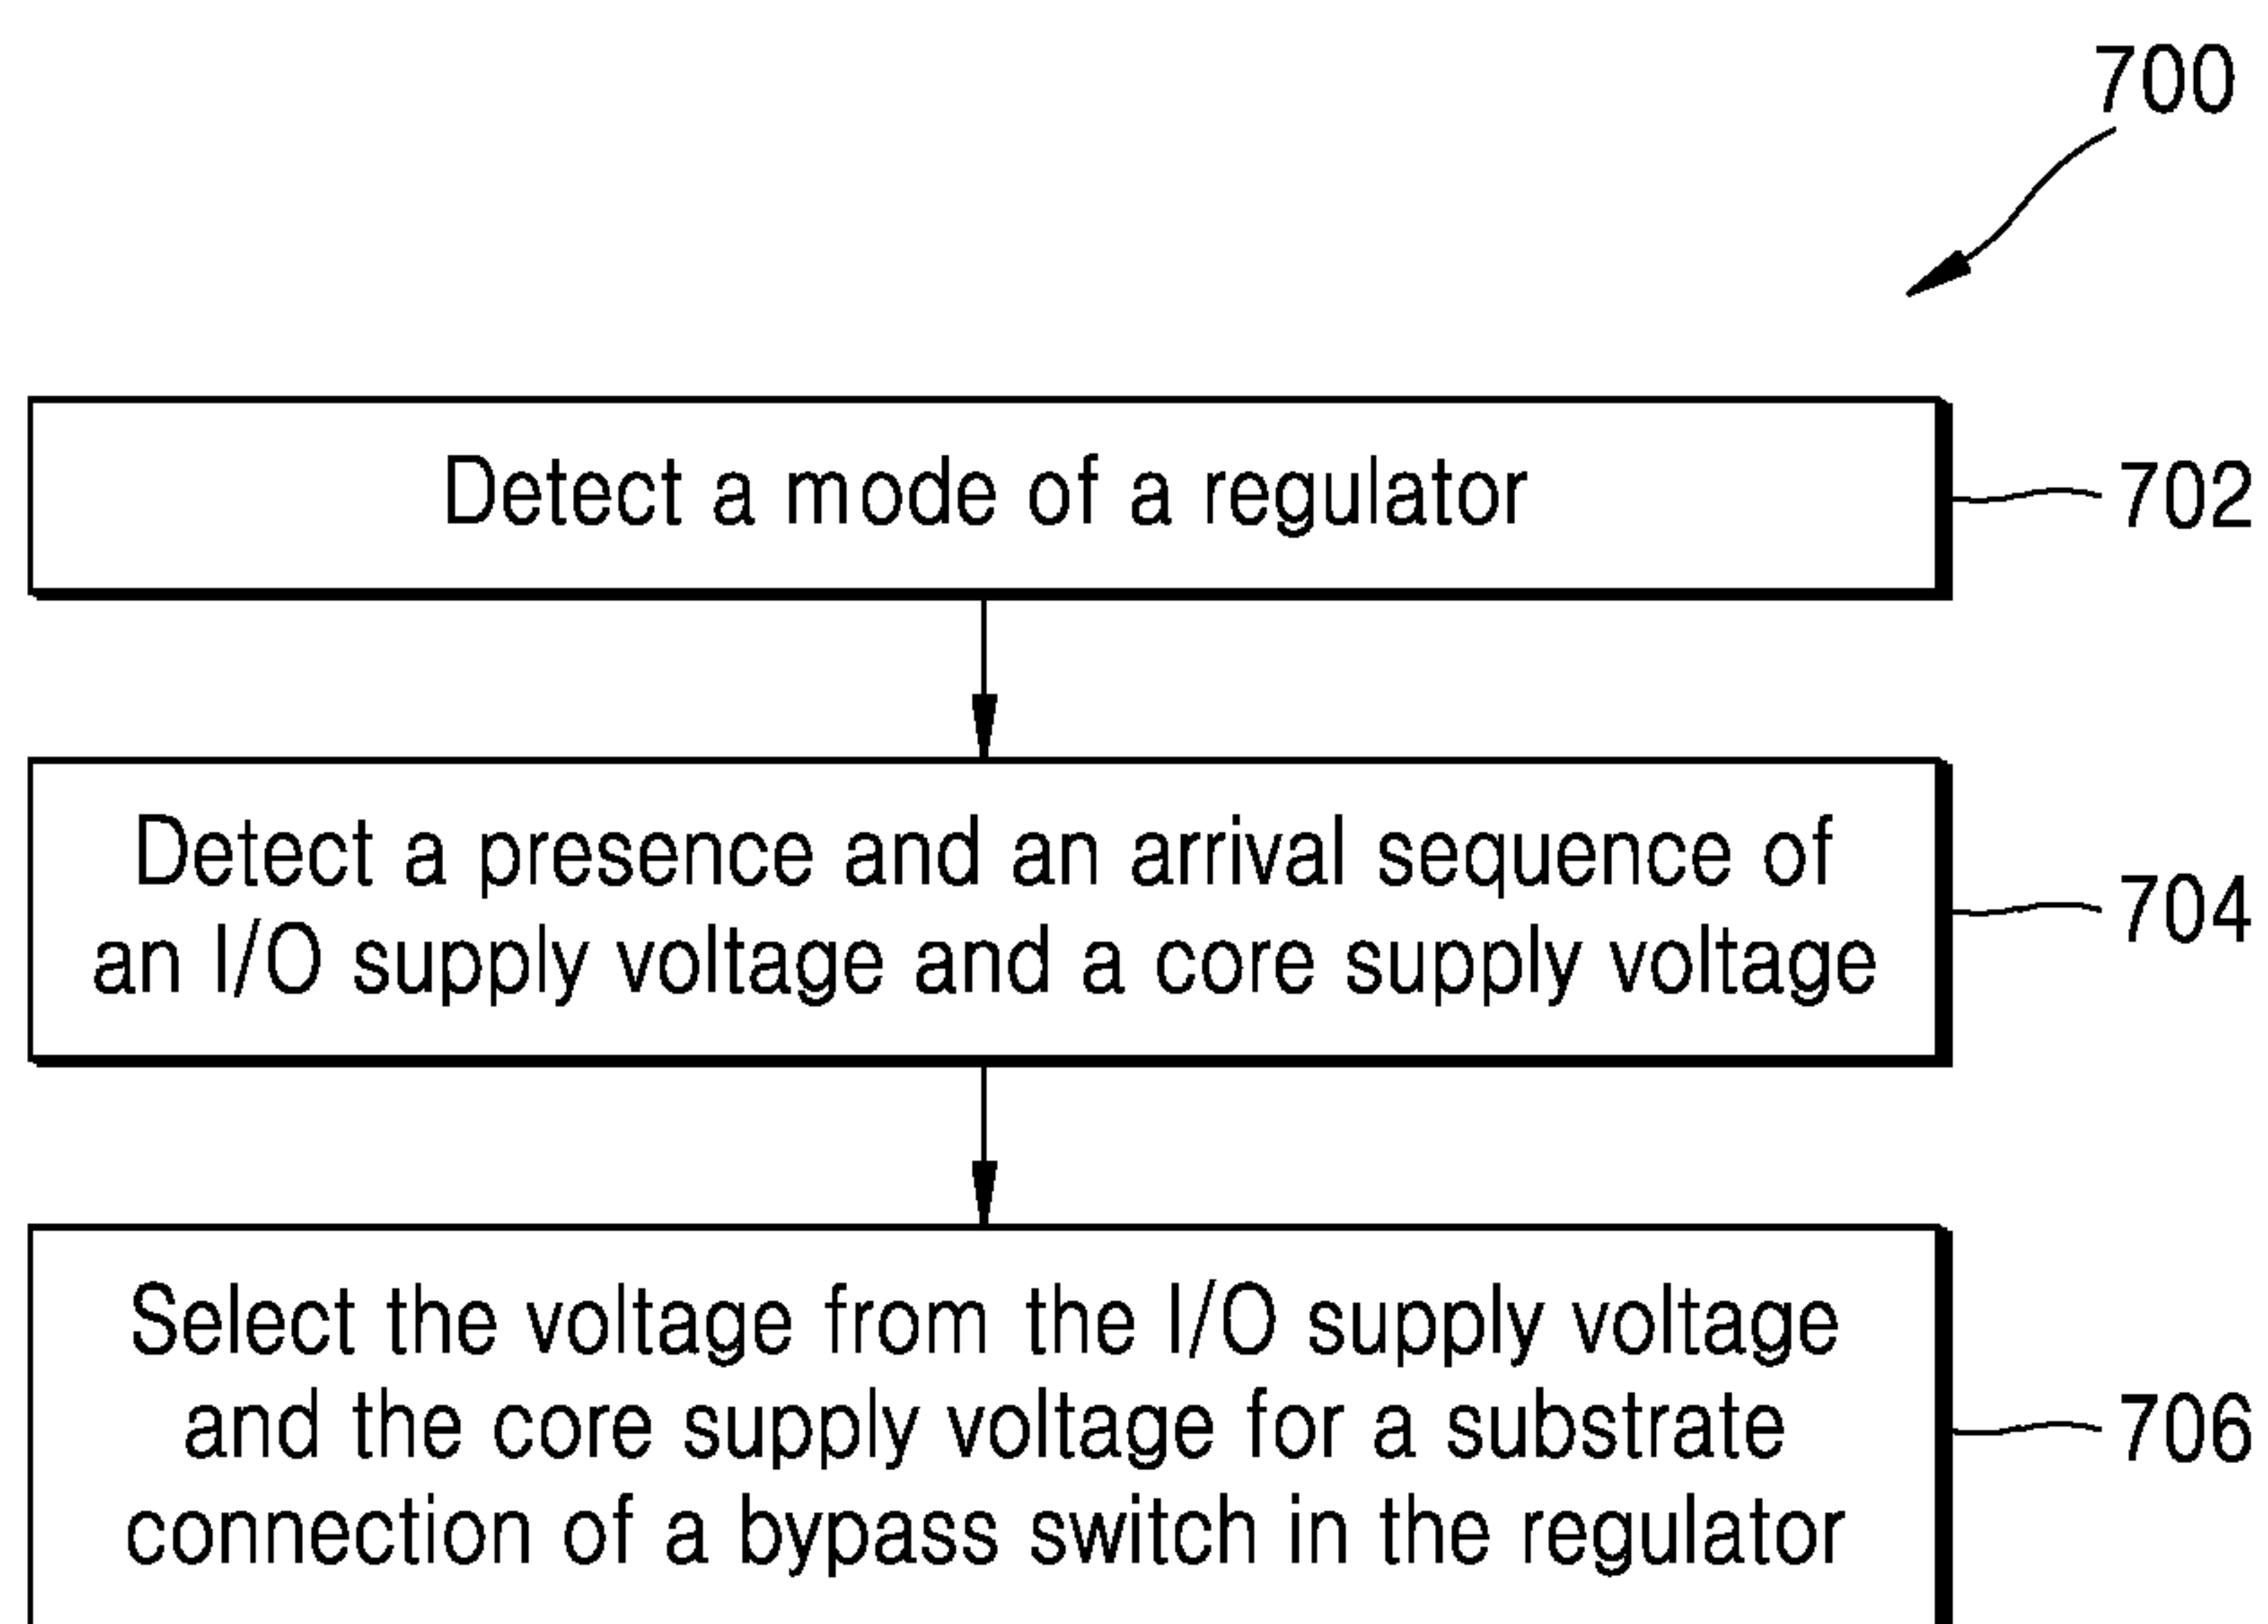 700
Detect a mode of a regulator
702
Detect a presence and an arrival sequence of
an I/O supply voltage and a core supply voltage
704
Select the voltage from the I/O supply voltage
and the core supply voltage for a substrate
connection of a bypass switch in the regulator
706